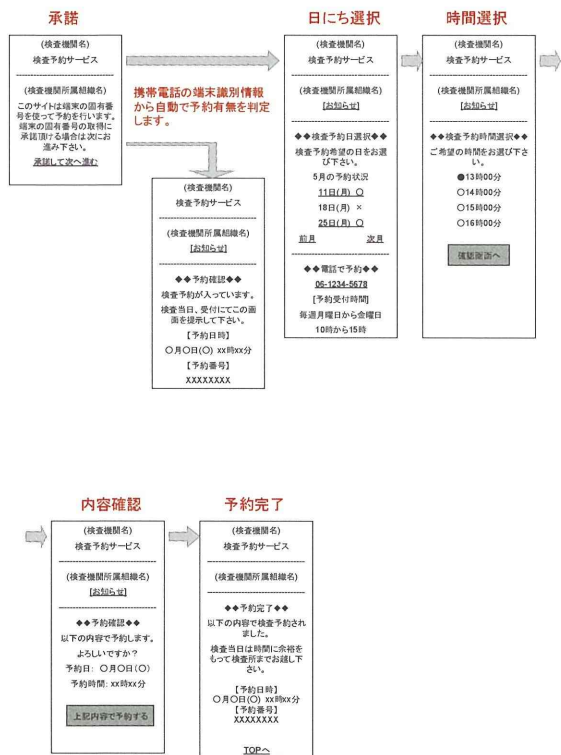 承諾
(検査機関名)
検査予約サービス
(検査機関所属組織名)
このサイトは端末の固有番
号を使って予約を行います。
端末の固有番号の取得に
承諾頂ける場合は次にお
進み下さい。
承諾して次へ進む
携帯電話の端末識別情報
から自動で予約有無を判定
します。
(検査機関名)
検査予約サービス
(検査機関所属組織名)
[お知らせ]
◆◆予約確認◆◆
検査予約が入っています。
検査当日、受付にてこの画
面を提示して下さい。
【予約日時】
○月○日(○) xx時xx分
【予約番号】
XXXXXXXX
日にち選択
(検査機関名)
検査予約サービス
(検査機関所属組織名)
[お知らせ]
◆◆検査予約日選択◆◆
検査予約希望の日をお選
び下さい。
5月の予約状況
11日(月) ○
18日(月) ×
25日(月) ○
前月 次月
◆◆電話で予約◆◆
06-1234-5678
[予約受付時間]
毎週月曜日から金曜日
10時から15時
時間選択
(検査機関名)
検査予約サービス
(検査機関所属組織名)
[お知らせ]
◆◆検査予約時間選択◆◆
ご希望の時間をお選び下さ
い。
●13時00分
○14時00分
○15時00分
○16時00分
確認画面へ
内容確認
(検査機関名)
検査予約サービス
(検査機関所属組織名)
[お知らせ]
◆◆予約確認◆◆
以下の内容で予約します。
よろしいですか？
予約日: ○月○日(○)
予約時間: xx時xx分
上記内容で予約する
予約完了
(検査機関名)
検査予約サービス
(検査機関所属組織名)
◆◆予約完了◆◆
以下の内容で検査予約され
ました。
検査当日は時間に余裕を
もって検査所までお越し下
さい。
【予約日時】
○月○日(○) xx時xx分
【予約番号】
XXXXXXXX
TOPへ